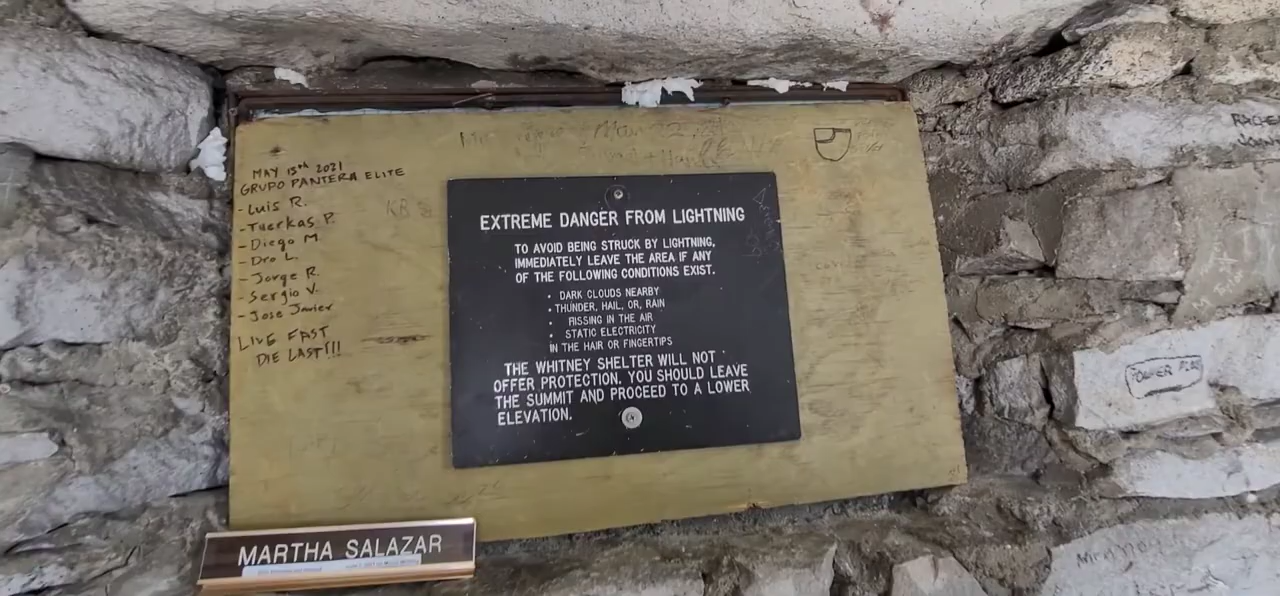 MAY 15th 2021
GRUPO PANTERA ELITE
- Luis R.
- Tuerkas P.
- Diego M.
- Dro L.
- Jorge R.
- Sergio V.
- Jose Javier
LIVE FAST
DIE LAST!!!
KB
EXTREME DANGER FROM LIGHTNING
TO AVOID BEING STRUCK BY LIGHTNING,
IMMEDIATELY LEAVE THE AREA IF ANY
OF THE FOLLOWING CONDITIONS EXIST.
• DARK CLOUDS NEARBY
• THUNDER, HAIL, OR, RAIN
• HISSING IN THE AIR
• STATIC ELECTRICITY
IN THE HAIR OR FINGERTIPS
THE WHITNEY SHELTER WILL NOT
OFFER PROTECTION. YOU SHOULD LEAVE
THE SUMMIT AND PROCEED TO A LOWER
ELEVATION.
MARTHA SALAZAR